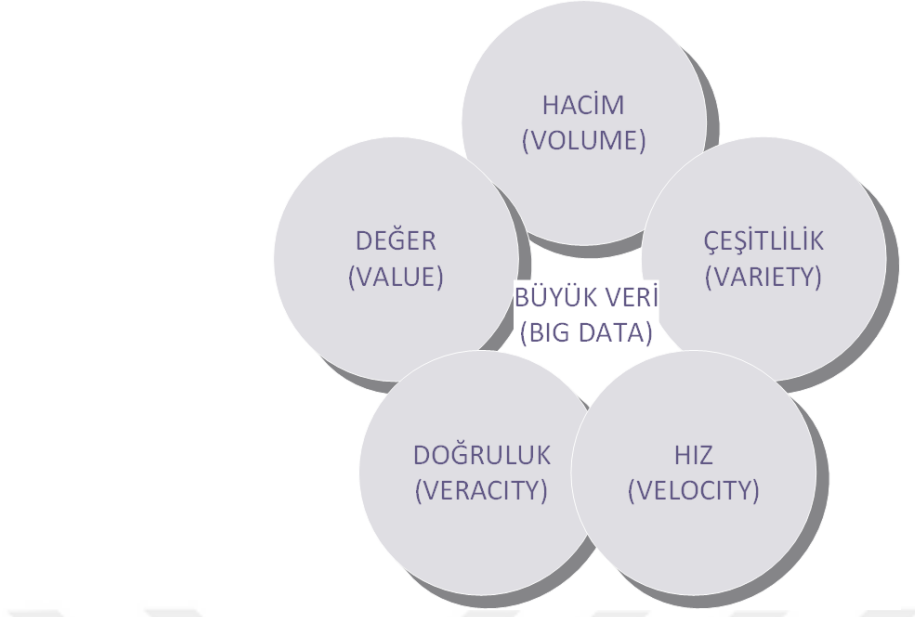 HACİM
(VOLUME)
DEĞER
(VALUE)
ÇEŞİTLİLİK
(VARIETY)
BÜYÜK VERİ
(BIG DATA)
DOĞRULUK
(VERACITY)
HIZ
(VELOCITY)